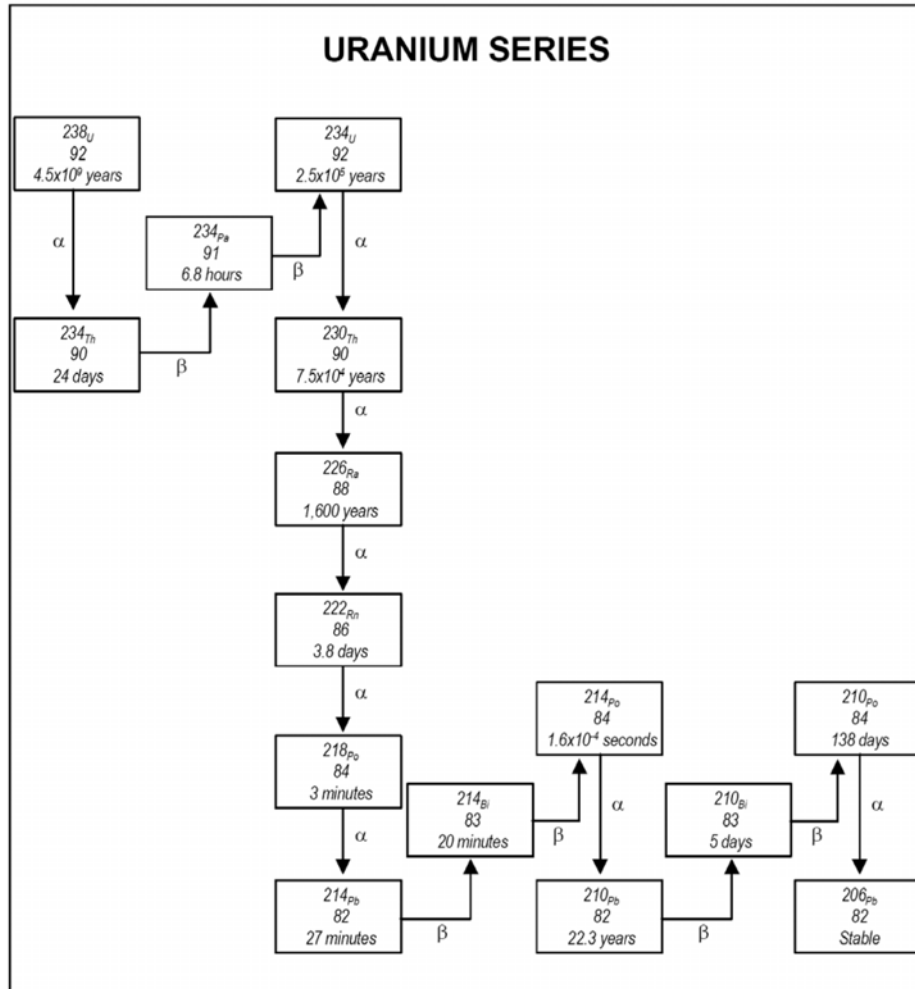 URANIUM SERIES
238U
92
4.5x10⁹ years
α
234Th
90
24 days
β
234Pa
91
6.8 hours
β
234U
92
2.5x10⁵ years
α
230Th
90
7.5x10⁴ years
α
226Ra
88
1,600 years
α
222Rn
86
3.8 days
α
218Po
84
3 minutes
α
214Pb
82
27 minutes
β
214Bi
83
20 minutes
β
214Po
84
1.6x10⁻⁴ seconds
α
210Pb
82
22.3 years
β
210Bi
83
5 days
β
210Po
84
138 days
α
206Pb
82
Stable